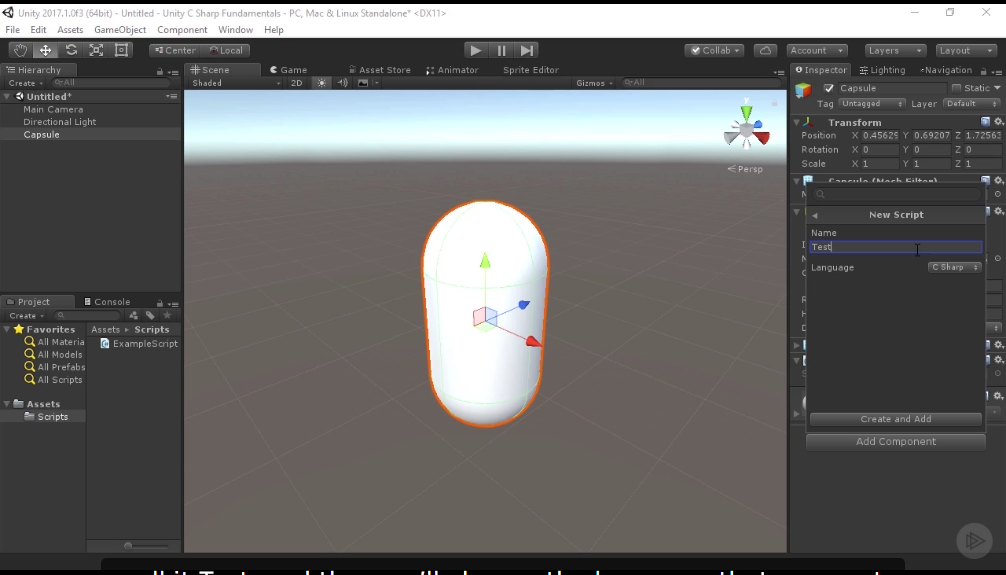 Unity 2017.1.0f3 (64bit) - Untitled - Unity C Sharp Fundamentals - PC, Mac & Linux Standalone* <DX11>
File Edit Assets GameObject Component Window Help
Center Local Collab Account Layers Layout
Hierarchy
Create All
Untitled*
Main Camera
Directional Light
Capsule
Scene Game Asset Store Animator Sprite Editor
Shaded 2D Gizmos All
Y
Persp
Inspector Lighting Navigation
Capsule Static
Tag Untagged Layer Default
Transform
Position X 0.45629 Y 0.69207 Z 1.72563
Rotation X 0 Y 0 Z 0
Scale X 1 Y 1 Z 1
Capsule (Mesh Filter)
New Script
Name
Test
Language C Sharp
Create and Add
Add Component
Project Console
Create
Favorites
All Materia
All Models
All Prefabs
All Scripts
Assets
Scripts
Assets Scripts
ExampleScript